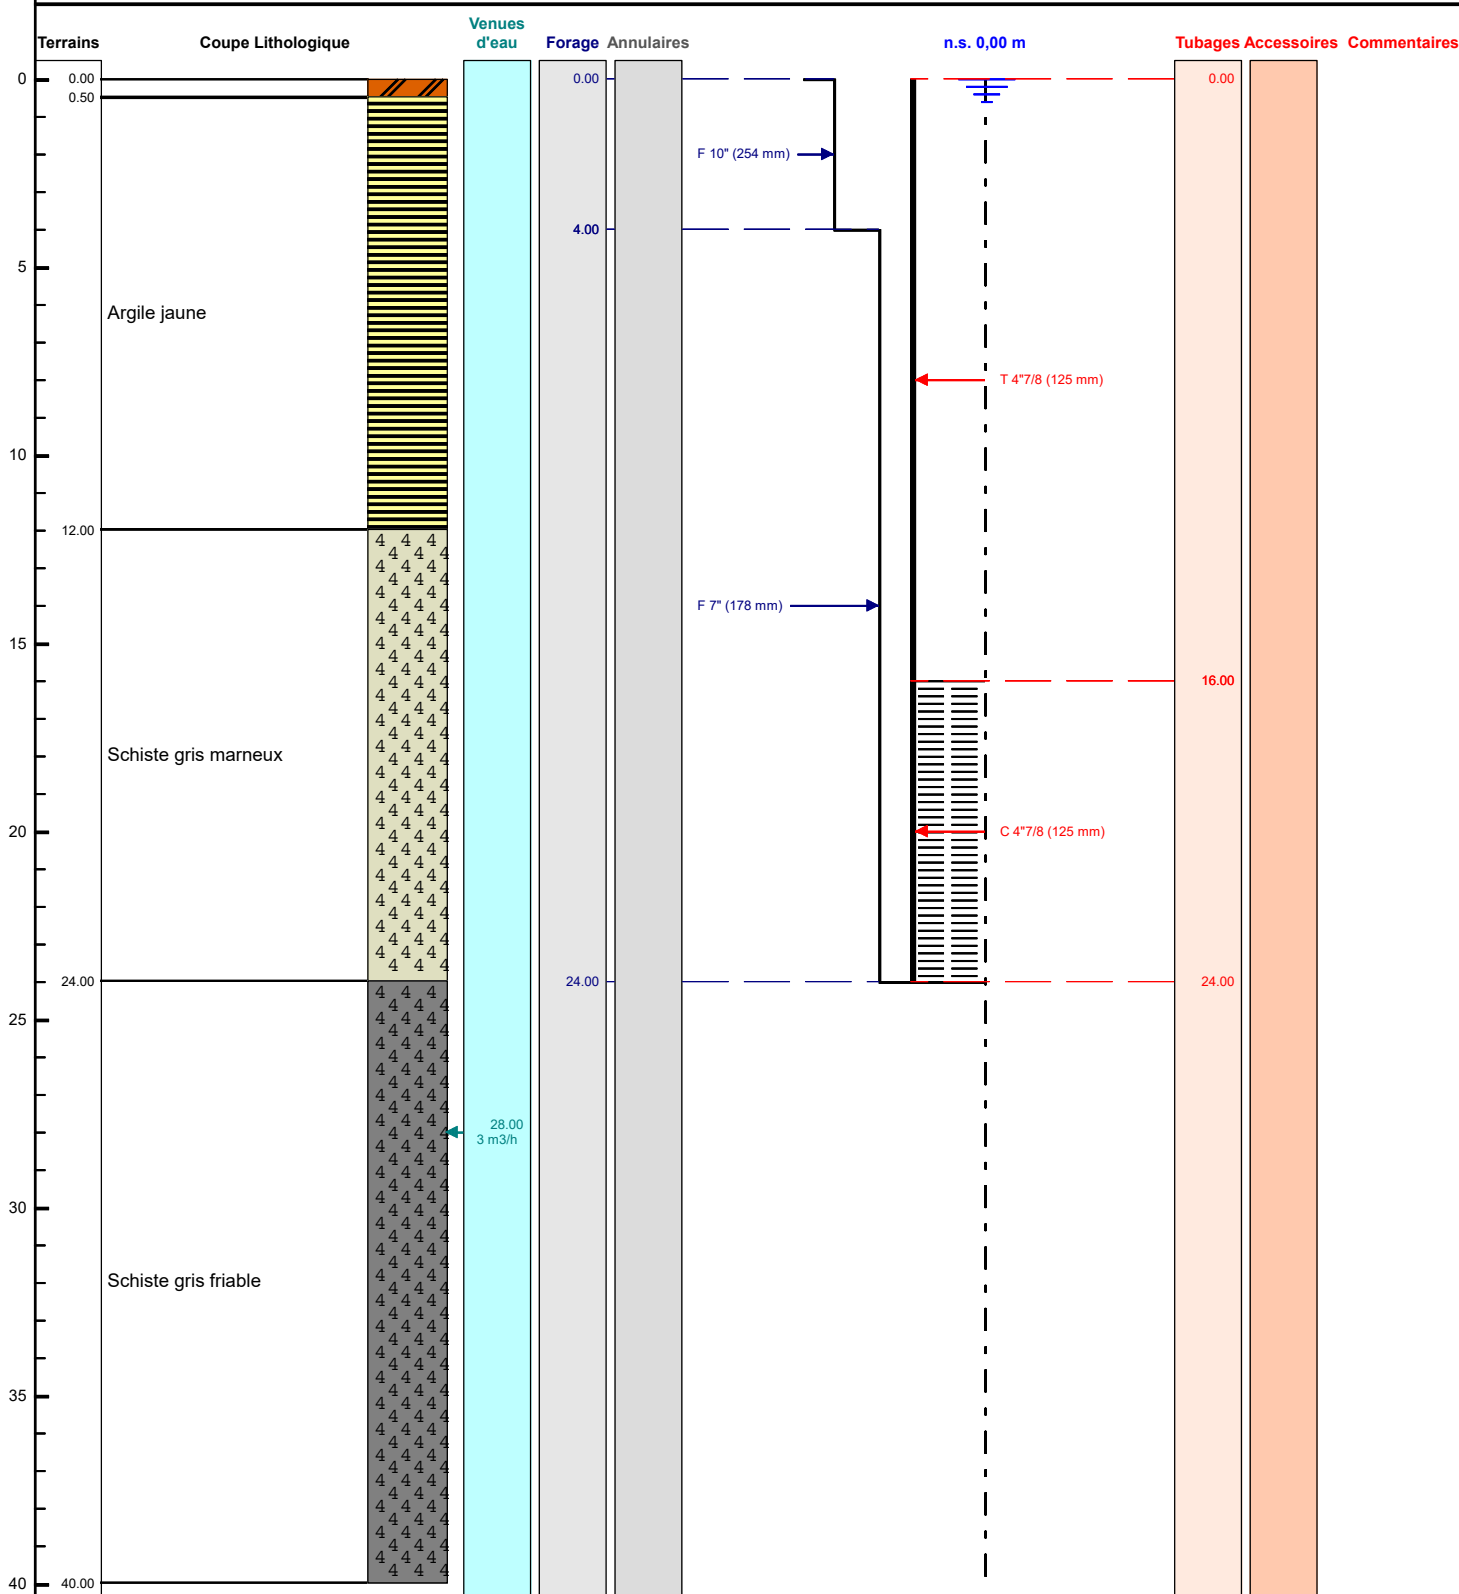 Terrains
Coupe Lithologique
Venues
d'eau
Forage
Annulaires
n.s. 0,00 m
Tubages
Accessoires
Commentaires
0
0.00
0.00
0.00
0.50
F 10" (254 mm)
4.00
5
Argile jaune
T 4"7/8 (125 mm)
10
12.00
F 7" (178 mm)
15
16.00
Schiste gris marneux
20
C 4"7/8 (125 mm)
24.00
24.00
24.00
25
28.00
3 m3/h
30
Schiste gris friable
35
40
40.00